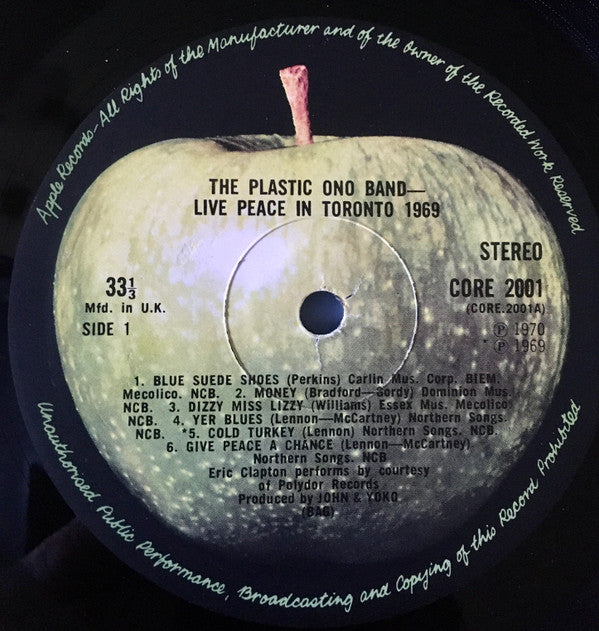 Apple Records—All Rights of the Manufacturer and of the Owner of the Recorded Work Reserved
THE PLASTIC ONO BAND—
LIVE PEACE IN TORONTO 1969
STEREO
33⅓
CORE 2001
Mfd. in U.K.
(CORE.2001A)
SIDE 1
℗ 1970
*℗ 1969
1. BLUE SUEDE SHOES (Perkins) Carlin Mus. Corp. BIEM.
Mecolico. NCB. 2. MONEY (Bradford—Gordy) Dominion Mus.
NCB. 3. DIZZY MISS LIZZY (Williams) Essex Mus. Mecolico
NCB. 4. YER BLUES (Lennon—McCartney) Northern Songs.
NCB. *5. COLD TURKEY (Lennon) Northern Songs. NCB.
6. GIVE PEACE A CHANCE (Lennon—McCartney)
Northern Songs. NCB
Eric Clapton performs by courtesy
of Polydor Records
Produced by JOHN & YOKO
(BAG)
Unauthorised Public Performance, Broadcasting and Copying of this Record Prohibited